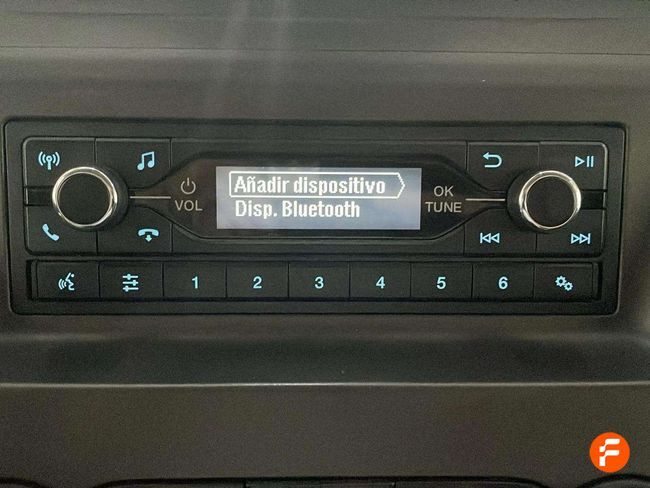 Añadir dispositivo
Disp. Bluetooth
VOL
OK
TUNE
1 2 3 4 5 6